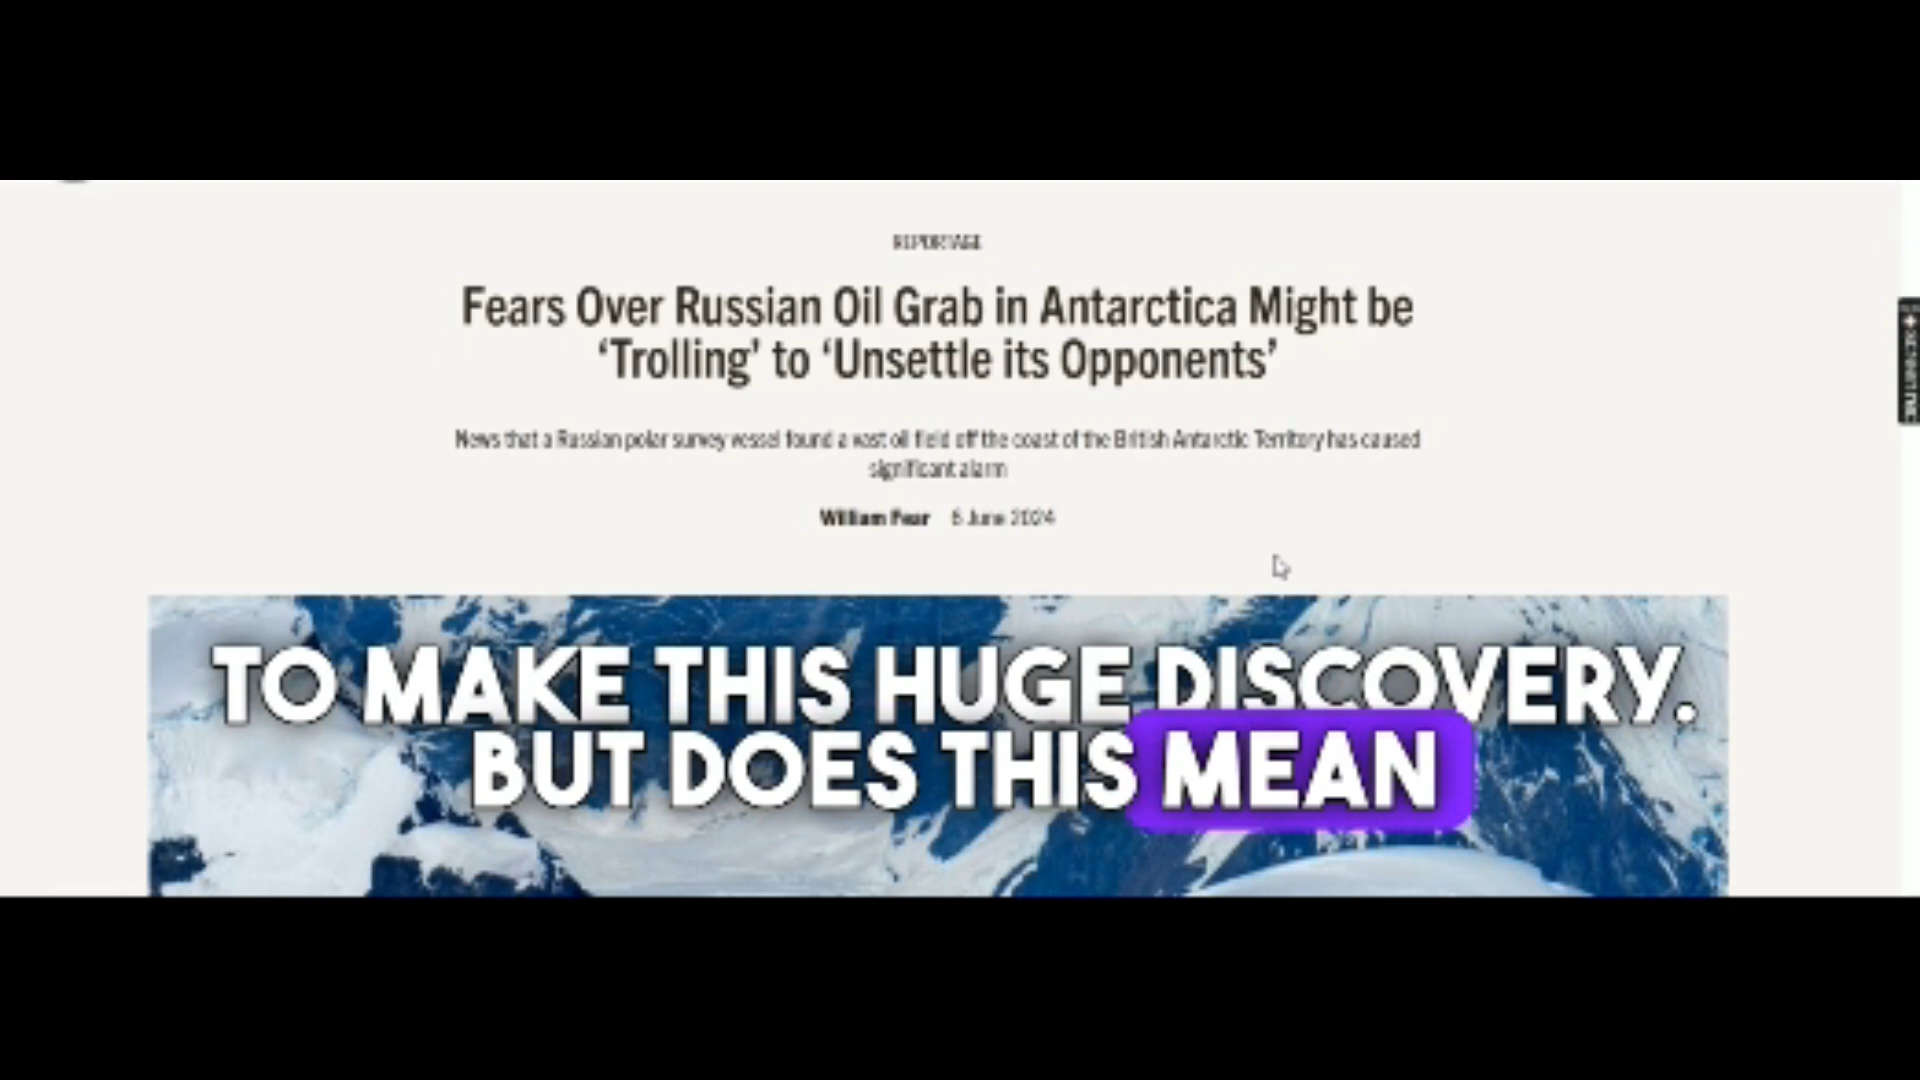 REPORTAGE
Fears Over Russian Oil Grab in Antarctica Might be
‘Trolling’ to ‘Unsettle its Opponents’
News that a Russian polar survey vessel found a vast oil field off the coast of the British Antarctic Territory has caused
significant alarm
William Fear June 2024
TO MAKE THIS HUGE DISCOVERY.
BUT DOES THIS MEAN